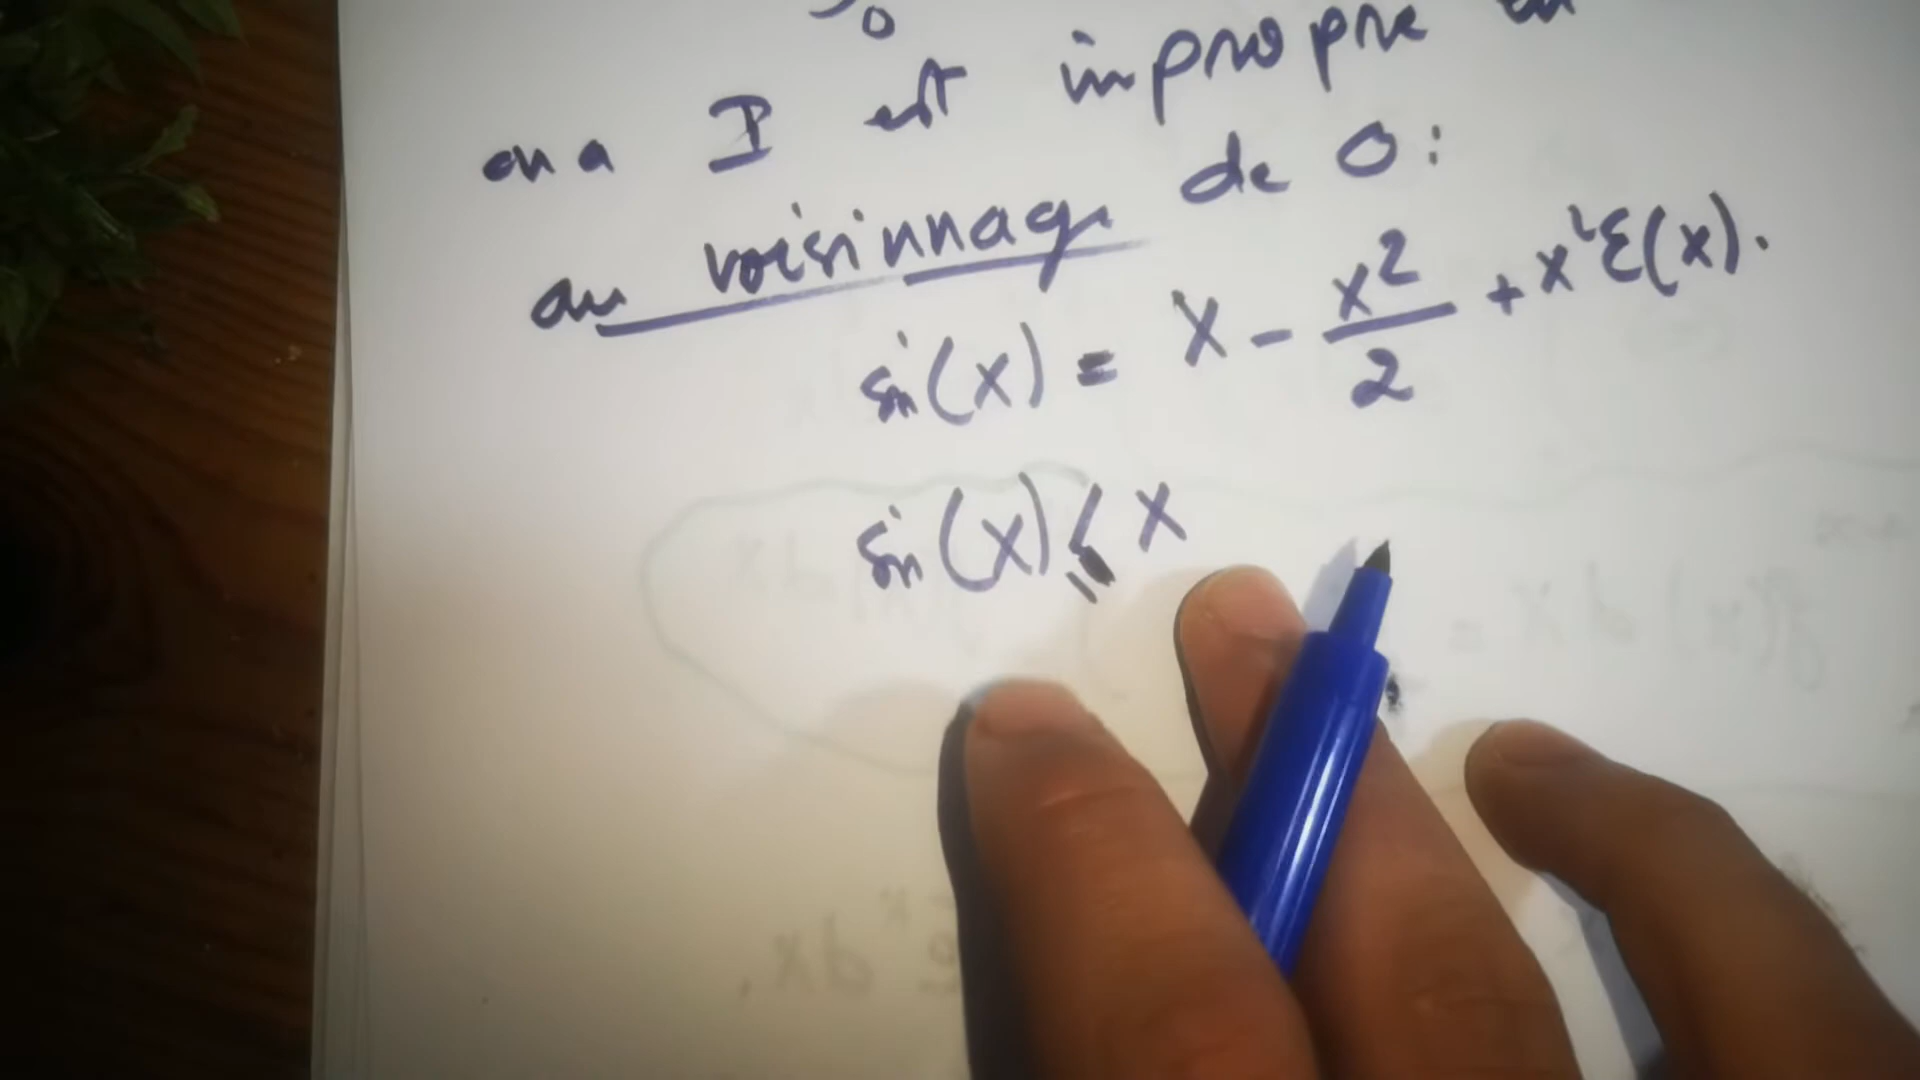 on a I est impropre en
au voisinnage de 0 :
sin(x) = x - x²/2 + x²ε(x).
sin(x) ≤ x